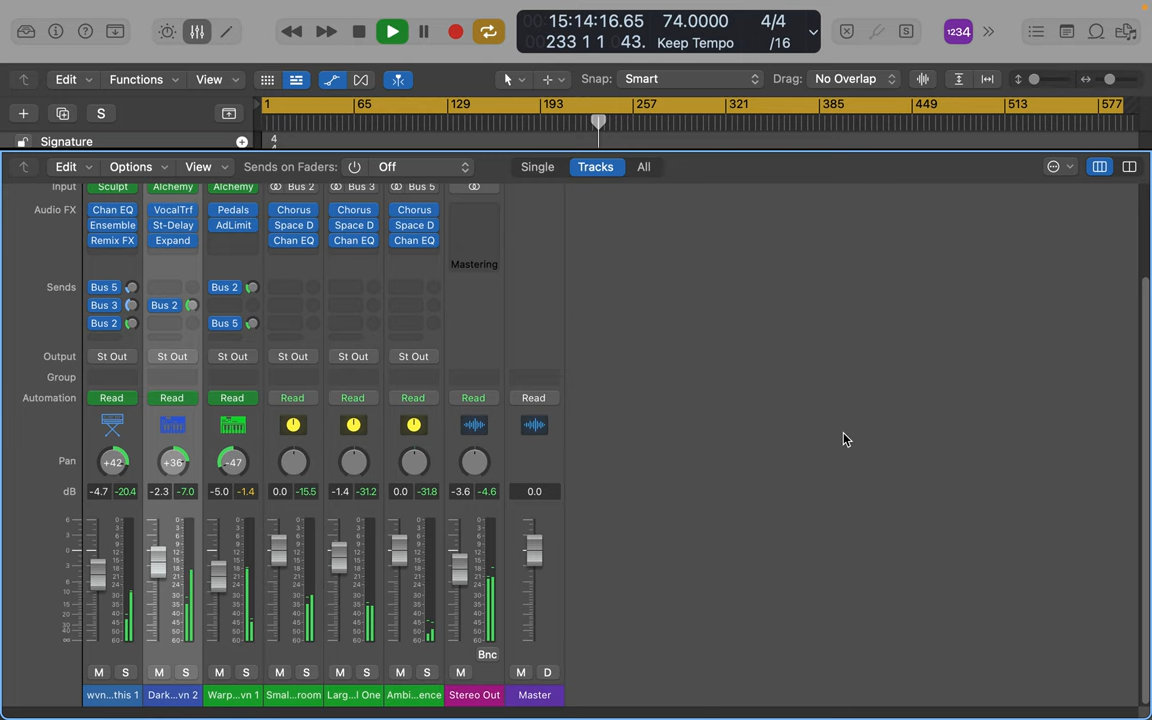 15:14:16.65 74.0000 4/4
233 1 1 43. Keep Tempo /16
1234
Edit Functions View Snap: Smart Drag: No Overlap
S 1 65 129 193 257 321 385 449 513 577
Signature 4
4
Edit Options View Sends on Faders: Off Single Tracks All
Input Sculpt Alchemy Alchemy Bus 2 Bus 3 Bus 5
Audio FX Chan EQ VocalTrf Pedals Chorus Chorus Chorus
Ensemble St-Delay AdLimit Space D Space D Space D
Remix FX Expand Chan EQ Chan EQ Chan EQ
Mastering
Sends Bus 5 Bus 2
Bus 3 Bus 2
Bus 2 Bus 5
Output St Out St Out St Out St Out St Out St Out
Group
Automation Read Read Read Read Read Read Read Read
Pan +42 +36 -47
dB -4.7 -20.4 -2.3 -7.0 -5.0 -1.4 0.0 -15.5 -1.4 -31.2 0.0 -31.8 -3.6 -4.6 0.0
Bnc
M S M S M S M S M S M S M M D
wvn...this 1 Dark...vn 2 Warp...vn 1 Smal...room Larg...l One Ambi...ence Stereo Out Master